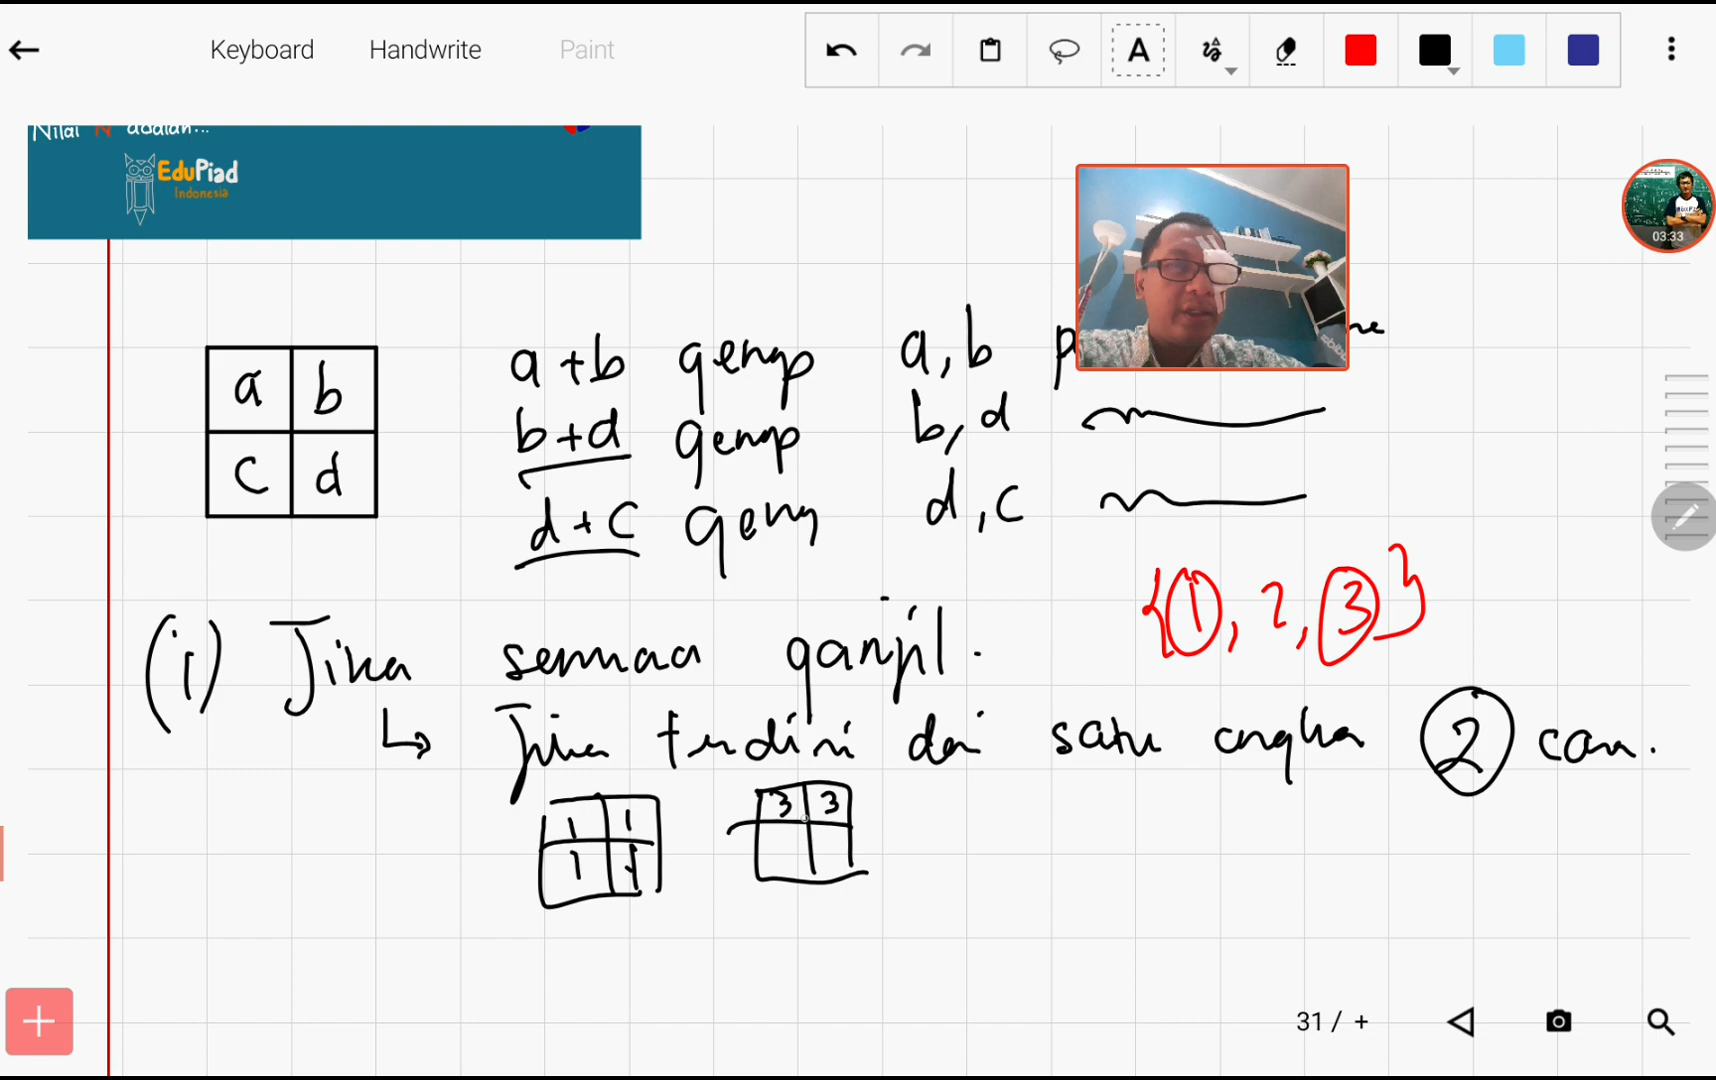 Keyboard Handwrite Paint
A
Nilai N adalah...
EduPiad
Indonesia
03:33
a b
c d
a+b genap a, b
b+d genap b, d
d+c genap d, c
{1, 2, 3}
(i) Jika semua ganjil.
↳ Jika terdiri dari satu angka 2 cara.
1 1
1 1
3 3
31 / +